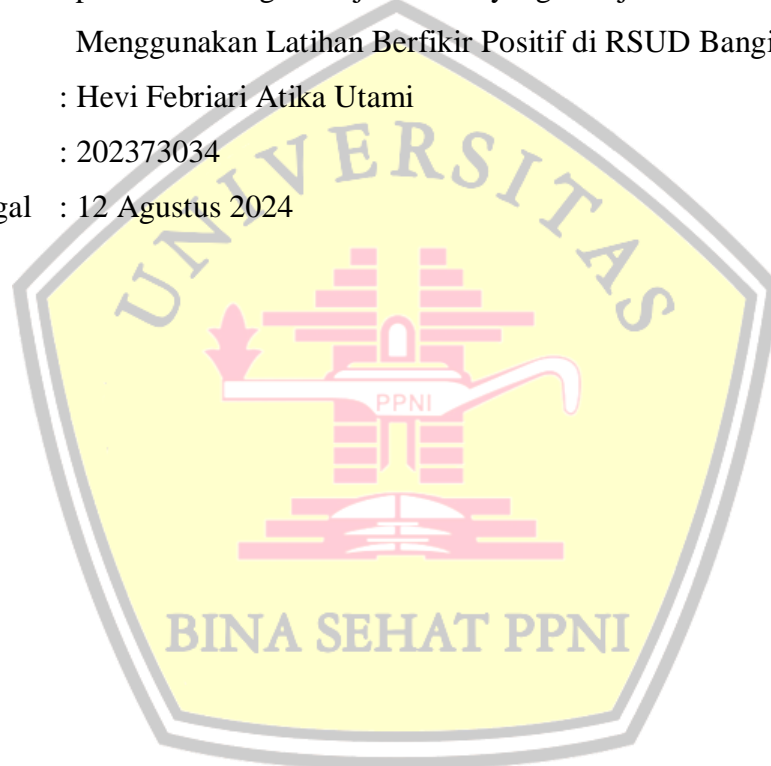 Menggunakan Latihan Berfikir Positif di RSUD Bangi
: Hevi Febriari Atika Utami
: 202373034
gal : 12 Agustus 2024
UNIVERSITAS
PPNI
BINA SEHAT PPNI